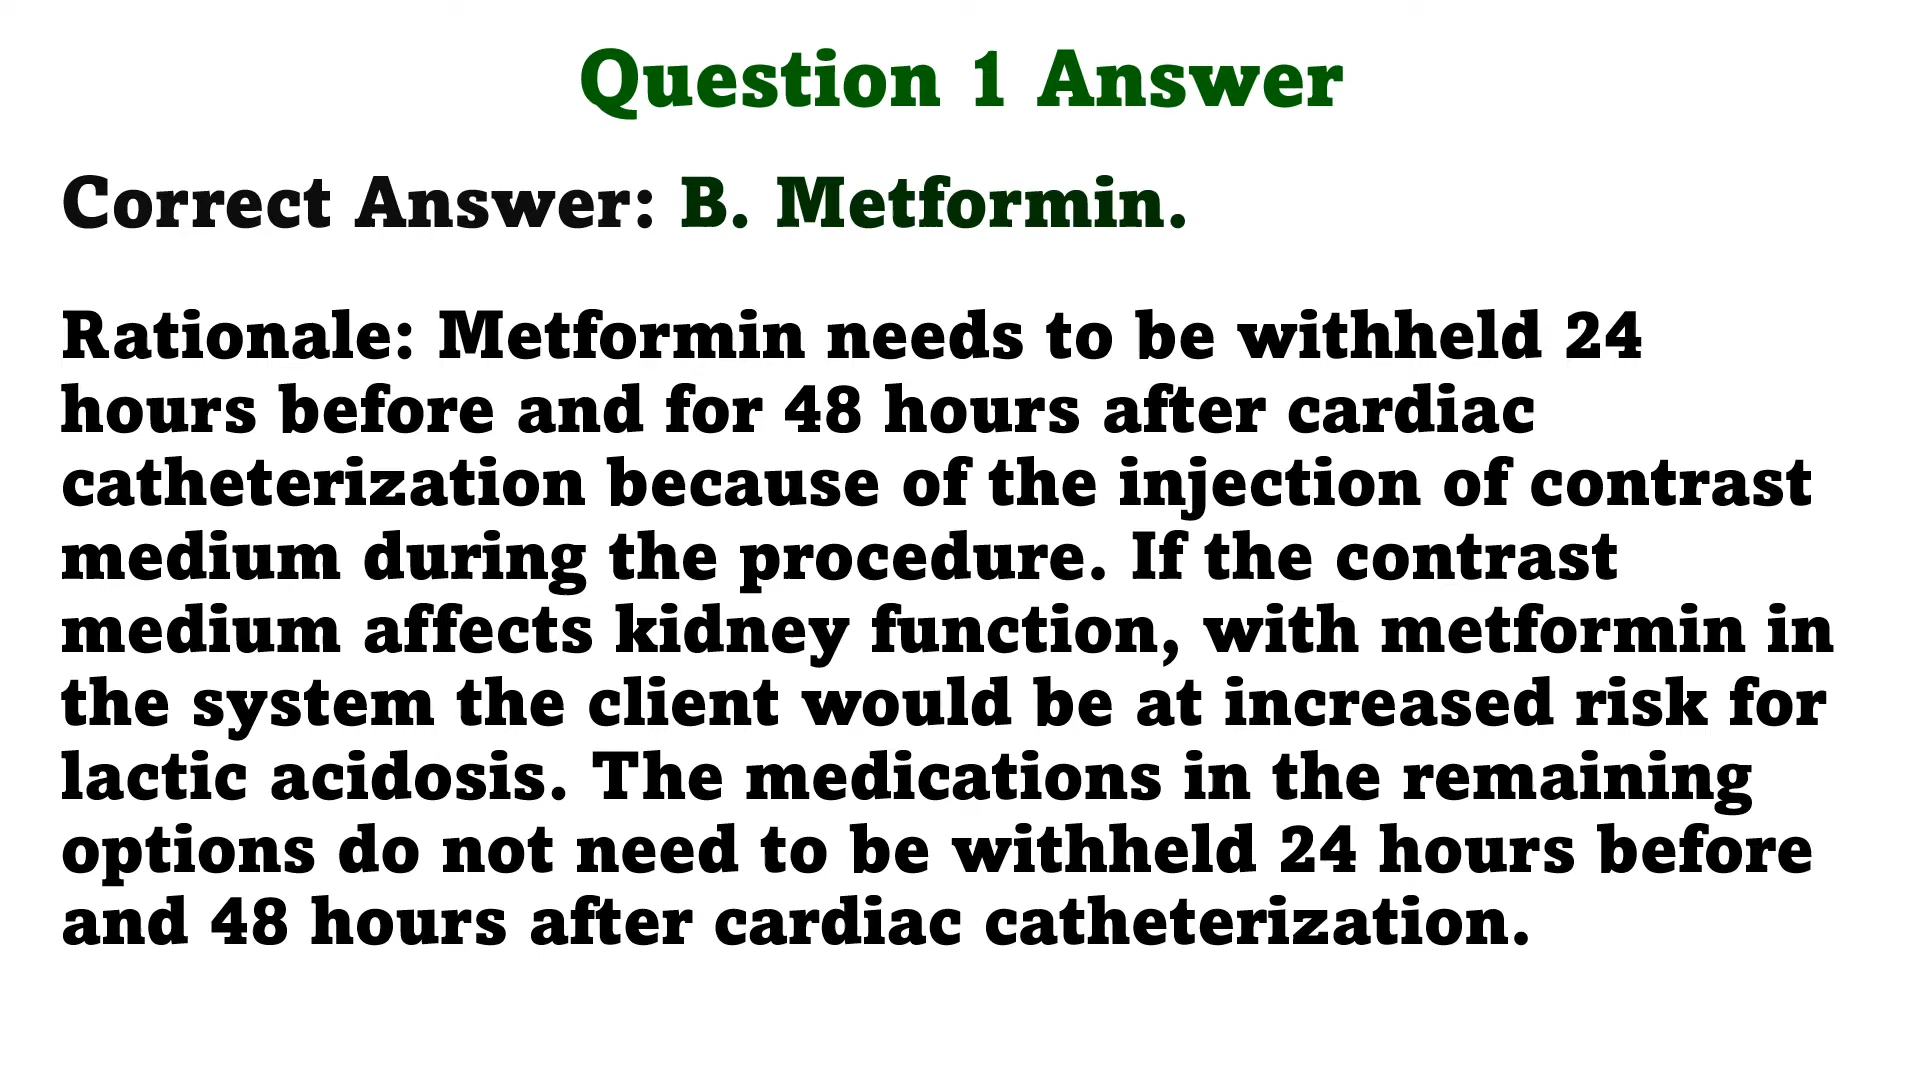 Question 1 Answer
Correct Answer: B. Metformin.
Rationale: Metformin needs to be withheld 24
hours before and for 48 hours after cardiac
catheterization because of the injection of contrast
medium during the procedure. If the contrast
medium affects kidney function, with metformin in
the system the client would be at increased risk for
lactic acidosis. The medications in the remaining
options do not need to be withheld 24 hours before
and 48 hours after cardiac catheterization.